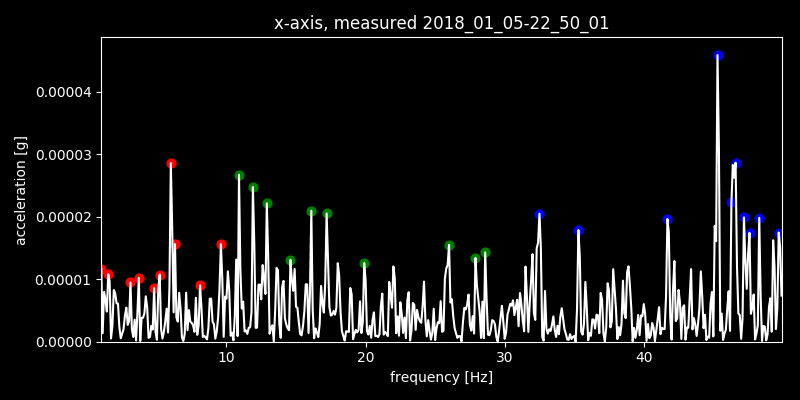 x-axis, measured 2018_01_05-22_50_01
0.00004
0.00003
0.00002
0.00001
0.00000
acceleration [g]
10 20 30 40
frequency [Hz]